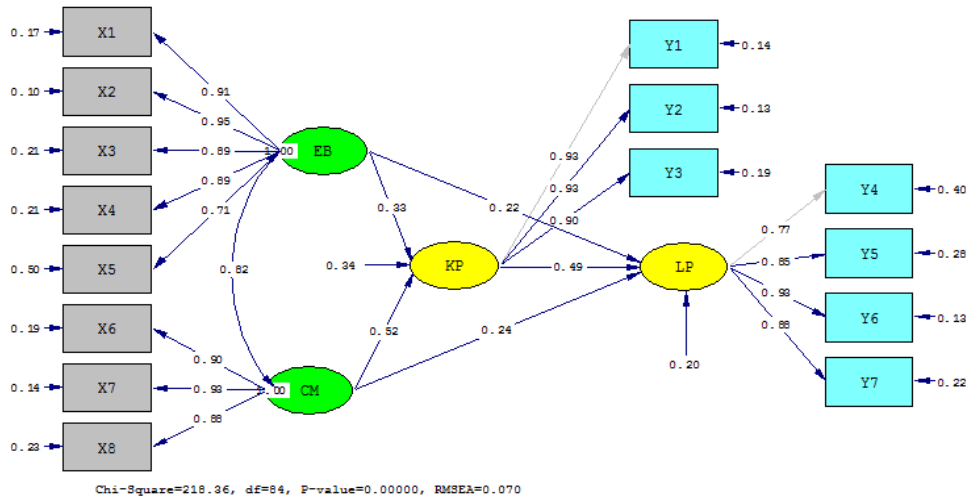 0.17 X1
0.10 X2
0.21 X3
0.21 X4
0.50 X5
0.19 X6
0.14 X7
0.23 X8
0.91
0.95
0.89
0.89
0.71
0.82
0.90
0.93
0.88
1.00 EB
1.00 CM
0.33
0.34 KP
0.52
0.22
0.49
0.24
0.93
0.93
0.90
Y1 0.14
Y2 0.13
Y3 0.19
LP
0.20
0.77
0.85
0.93
0.88
Y4 0.40
Y5 0.28
Y6 0.13
Y7 0.22
Chi-Square=218.36, df=84, P-value=0.00000, RMSEA=0.070